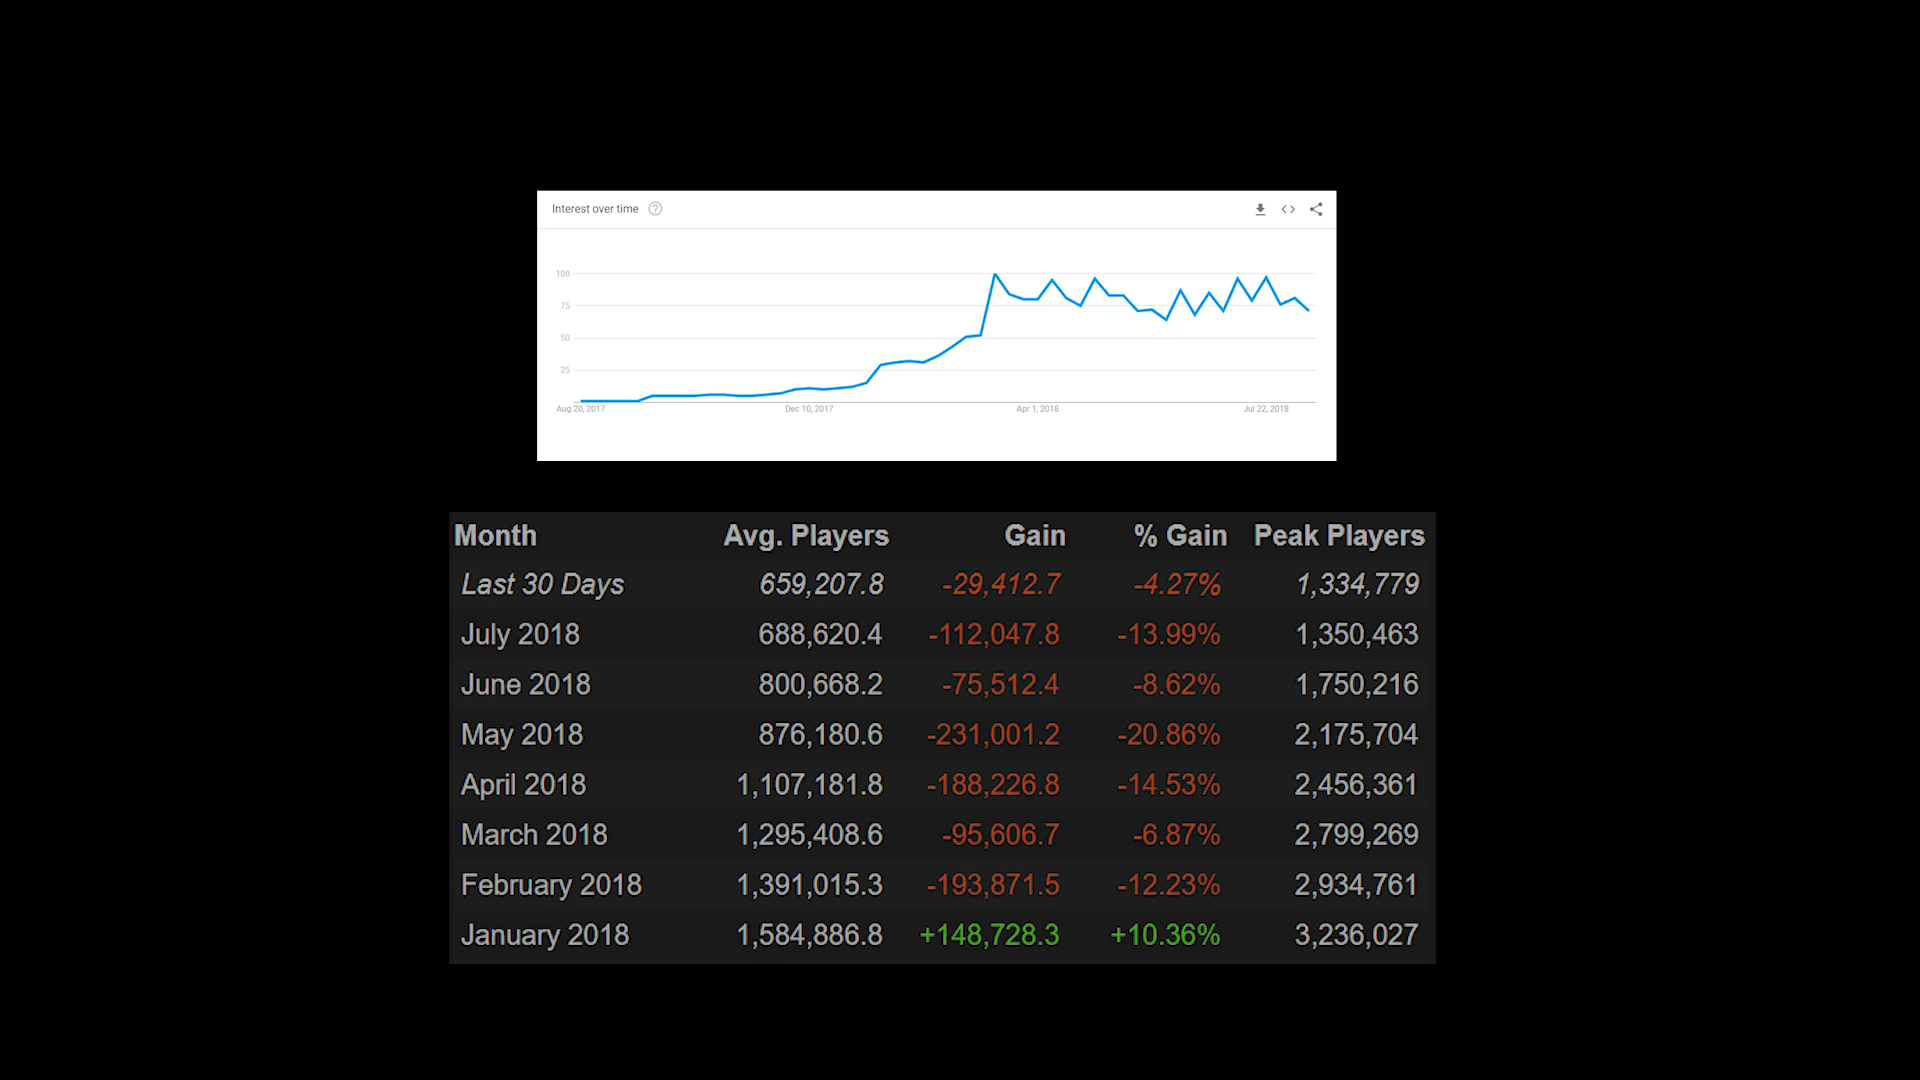 Interest over time ?
100
75
50
25
Aug 20, 2017 Dec 10, 2017 Apr 1, 2018 Jul 22, 2018
Month Avg. Players Gain % Gain Peak Players
Last 30 Days 659,207.8 -29,412.7 -4.27% 1,334,779
July 2018 688,620.4 -112,047.8 -13.99% 1,350,463
June 2018 800,668.2 -75,512.4 -8.62% 1,750,216
May 2018 876,180.6 -231,001.2 -20.86% 2,175,704
April 2018 1,107,181.8 -188,226.8 -14.53% 2,456,361
March 2018 1,295,408.6 -95,606.7 -6.87% 2,799,269
February 2018 1,391,015.3 -193,871.5 -12.23% 2,934,761
January 2018 1,584,886.8 +148,728.3 +10.36% 3,236,027